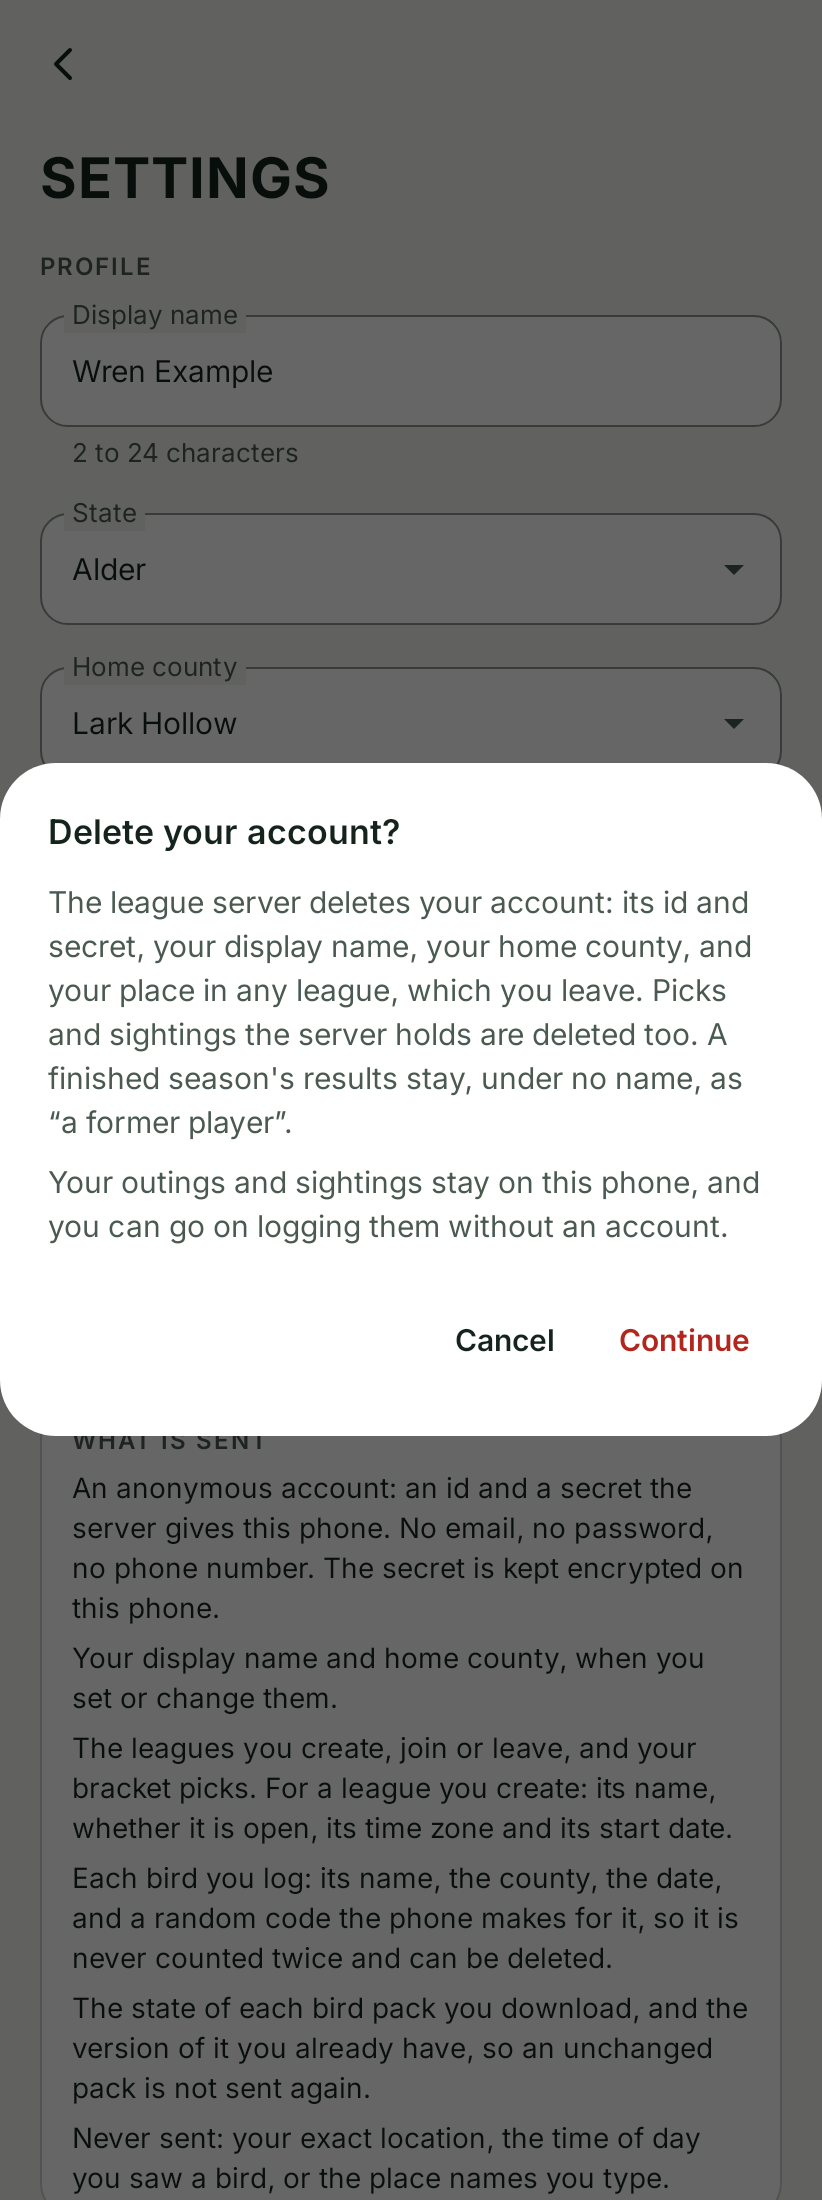 SETTINGS
PROFILE
Display name
Wren Example
2 to 24 characters
State
Alder
Home county
Lark Hollow
Delete your account?
The league server deletes your account: its id and
secret, your display name, your home county, and
your place in any league, which you leave. Picks
and sightings the server holds are deleted too. A
finished season's results stay, under no name, as
“a former player”.
Your outings and sightings stay on this phone, and
you can go on logging them without an account.
Cancel
Continue
WHAT IS SENT
An anonymous account: an id and a secret the
server gives this phone. No email, no password,
no phone number. The secret is kept encrypted on
this phone.
Your display name and home county, when you
set or change them.
The leagues you create, join or leave, and your
bracket picks. For a league you create: its name,
whether it is open, its time zone and its start date.
Each bird you log: its name, the county, the date,
and a random code the phone makes for it, so it is
never counted twice and can be deleted.
The state of each bird pack you download, and the
version of it you already have, so an unchanged
pack is not sent again.
Never sent: your exact location, the time of day
you saw a bird, or the place names you type.